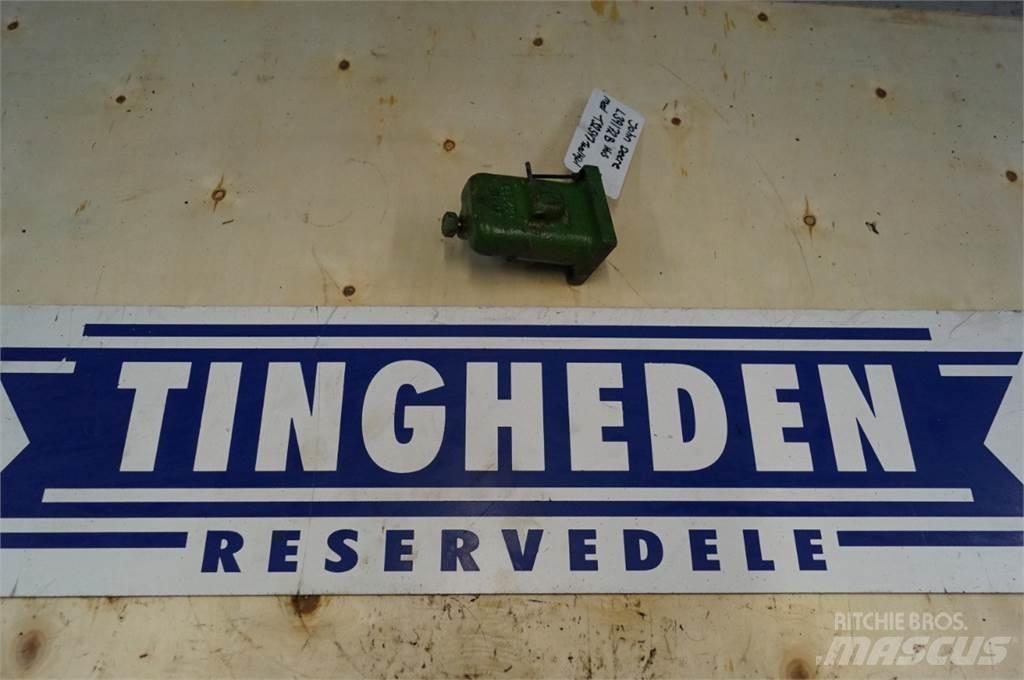 John Deere
TINGHEDEN
RESERVEDELE
RITCHIE BROS.
MASCUS